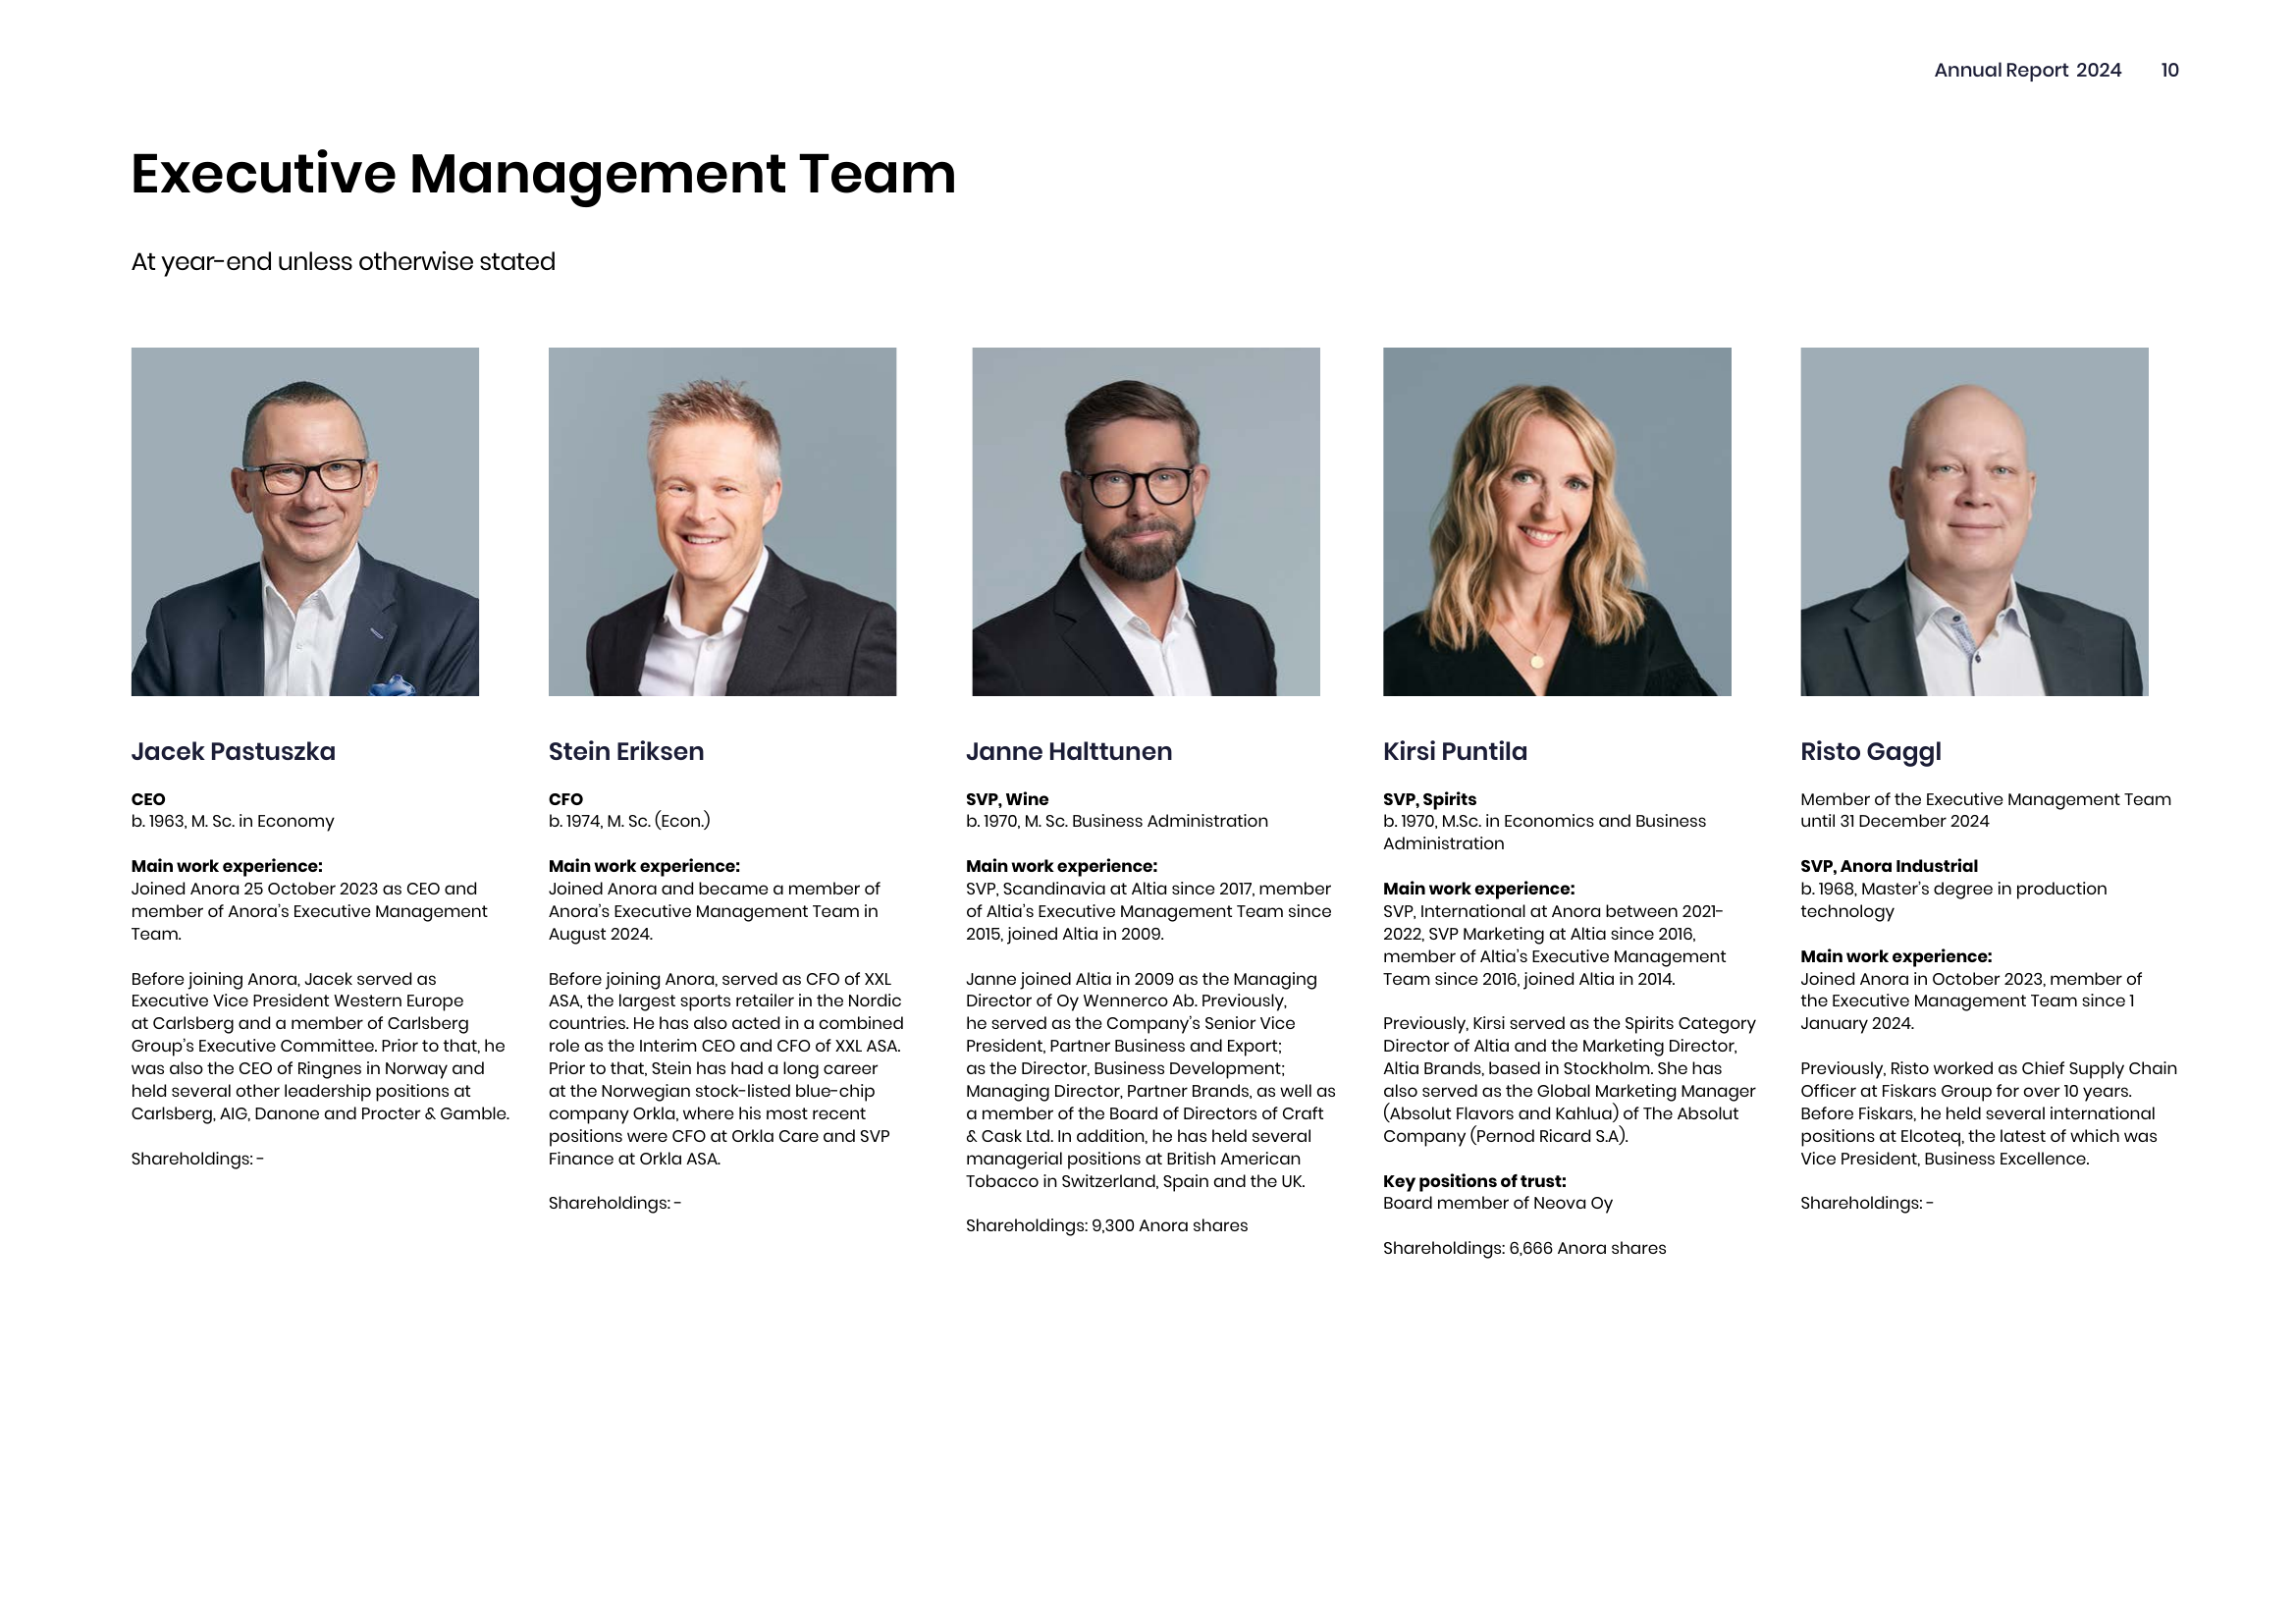 Annual Report 2024 10
Executive Management Team
At year-end unless otherwise stated
Jacek Pastuszka
CEO
b. 1963, M. Sc. in Economy
Main work experience:
Joined Anora 25 October 2023 as CEO and
member of Anora's Executive Management
Team.
Before joining Anora, Jacek served as
Executive Vice President Western Europe
at Carlsberg and a member of Carlsberg
Group's Executive Committee. Prior to that, he
was also the CEO of Ringnes in Norway and
held several other leadership positions at
Carlsberg, AIG, Danone and Procter & Gamble.
Shareholdings: -
Stein Eriksen
CFO
b. 1974, M. Sc. (Econ.)
Main work experience:
Joined Anora and became a member of
Anora's Executive Management Team in
August 2024.
Before joining Anora, served as CFO of XXL
ASA, the largest sports retailer in the Nordic
countries. He has also acted in a combined
role as the Interim CEO and CFO of XXL ASA.
Prior to that, Stein has had a long career
at the Norwegian stock-listed blue-chip
company Orkla, where his most recent
positions were CFO at Orkla Care and SVP
Finance at Orkla ASA.
Shareholdings: -
Janne Halttunen
SVP, Wine
b. 1970, M. Sc. Business Administration
Main work experience:
SVP, Scandinavia at Altia since 2017, member
of Altia's Executive Management Team since
2015, joined Altia in 2009.
Janne joined Altia in 2009 as the Managing
Director of Oy Wennerco Ab. Previously,
he served as the Company's Senior Vice
President, Partner Business and Export;
as the Director, Business Development;
Managing Director, Partner Brands, as well as
a member of the Board of Directors of Craft
& Cask Ltd. In addition, he has held several
managerial positions at British American
Tobacco in Switzerland, Spain and the UK.
Shareholdings: 9,300 Anora shares
Kirsi Puntila
SVP, Spirits
b. 1970, M.Sc. in Economics and Business
Administration
Main work experience:
SVP, International at Anora between 2021-
2022, SVP Marketing at Altia since 2016,
member of Altia's Executive Management
Team since 2016, joined Altia in 2014.
Previously, Kirsi served as the Spirits Category
Director of Altia and the Marketing Director,
Altia Brands, based in Stockholm. She has
also served as the Global Marketing Manager
(Absolut Flavors and Kahlua) of The Absolut
Company (Pernod Ricard S.A).
Key positions of trust:
Board member of Neova Oy
Shareholdings: 6,666 Anora shares
Risto Gaggl
Member of the Executive Management Team
until 31 December 2024
SVP, Anora Industrial
b. 1968, Master's degree in production
technology
Main work experience:
Joined Anora in October 2023, member of
the Executive Management Team since 1
January 2024.
Previously, Risto worked as Chief Supply Chain
Officer at Fiskars Group for over 10 years.
Before Fiskars, he held several international
positions at Elcoteq, the latest of which was
Vice President, Business Excellence.
Shareholdings: -